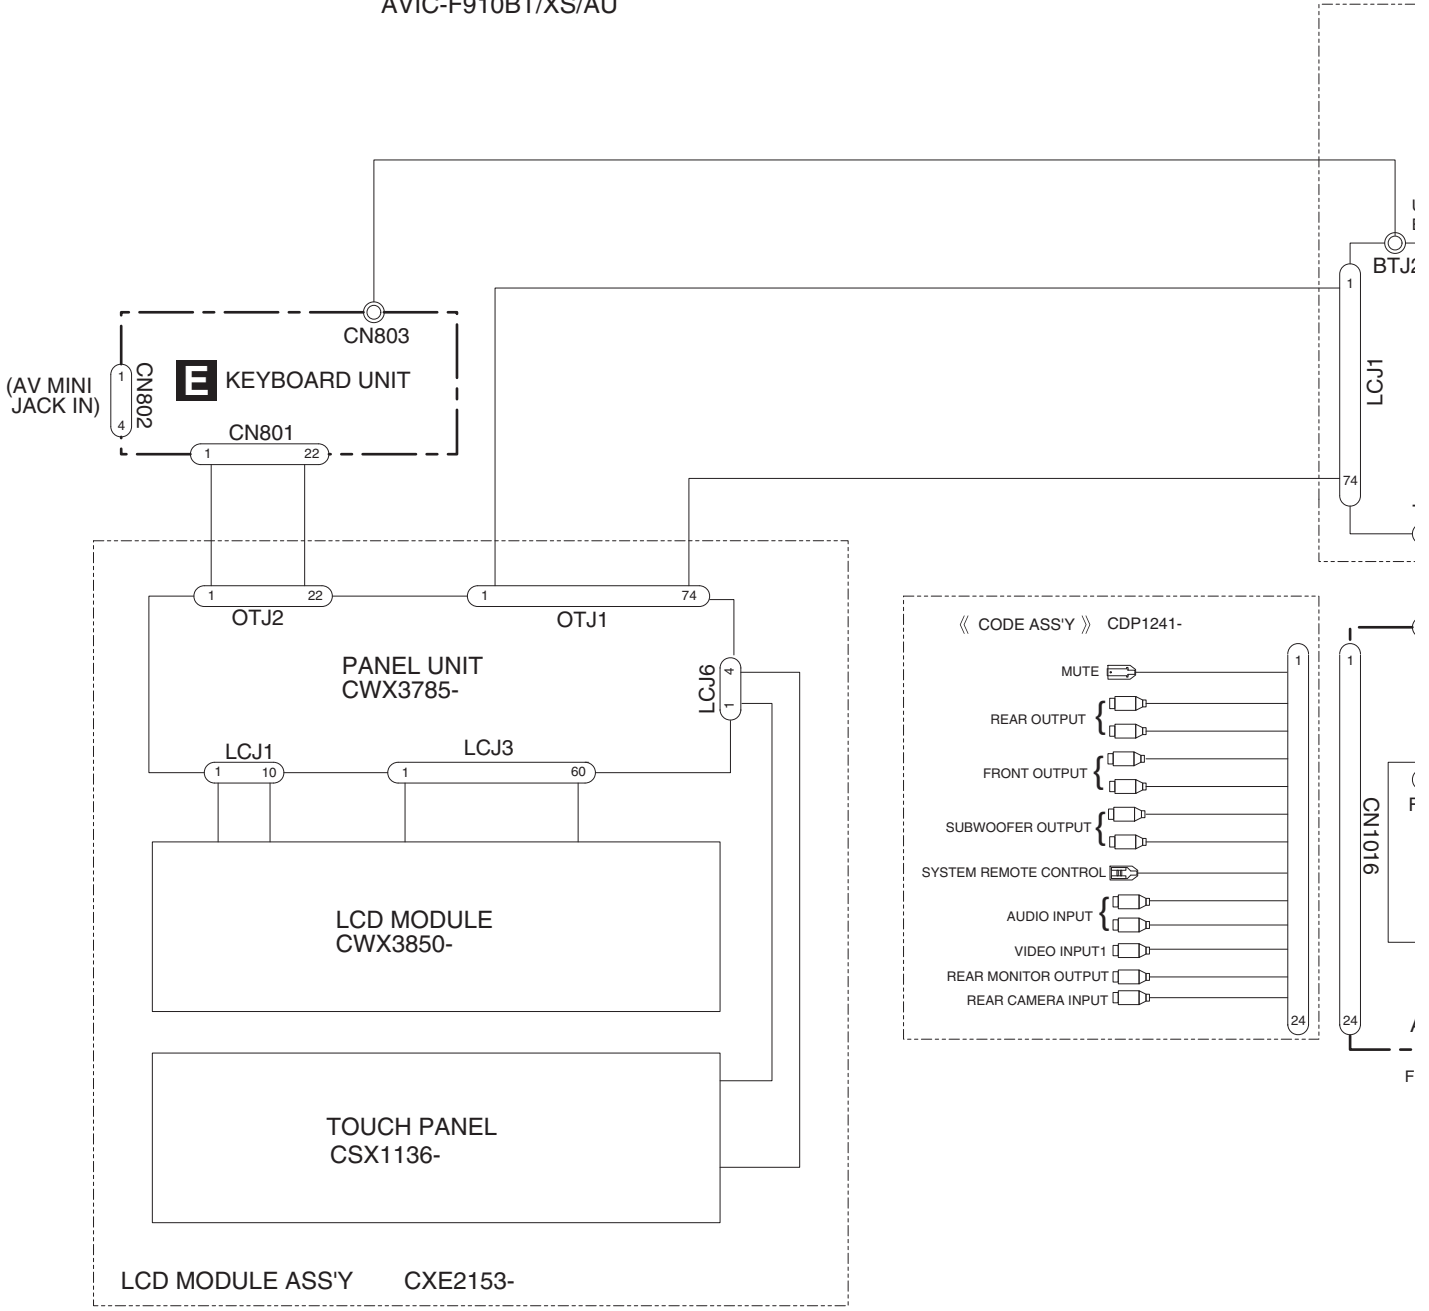 AVIC-F910BT/XS/AU
BTJ2
1
LCJ1
74
CN803
(AV MINI
JACK IN)
1
4
CN802
E KEYBOARD UNIT
CN801
1 22
1 22
OTJ2
1 74
OTJ1
PANEL UNIT
CWX3785-
LCJ6
4
1
LCJ1
1 10
LCJ3
1 60
LCD MODULE
CWX3850-
TOUCH PANEL
CSX1136-
LCD MODULE ASS'Y CXE2153-
《 CODE ASS'Y 》 CDP1241-
MUTE
REAR OUTPUT
FRONT OUTPUT
SUBWOOFER OUTPUT
SYSTEM REMOTE CONTROL
AUDIO INPUT
VIDEO INPUT1
REAR MONITOR OUTPUT
REAR CAMERA INPUT
1
24
1
CN1016
24
F